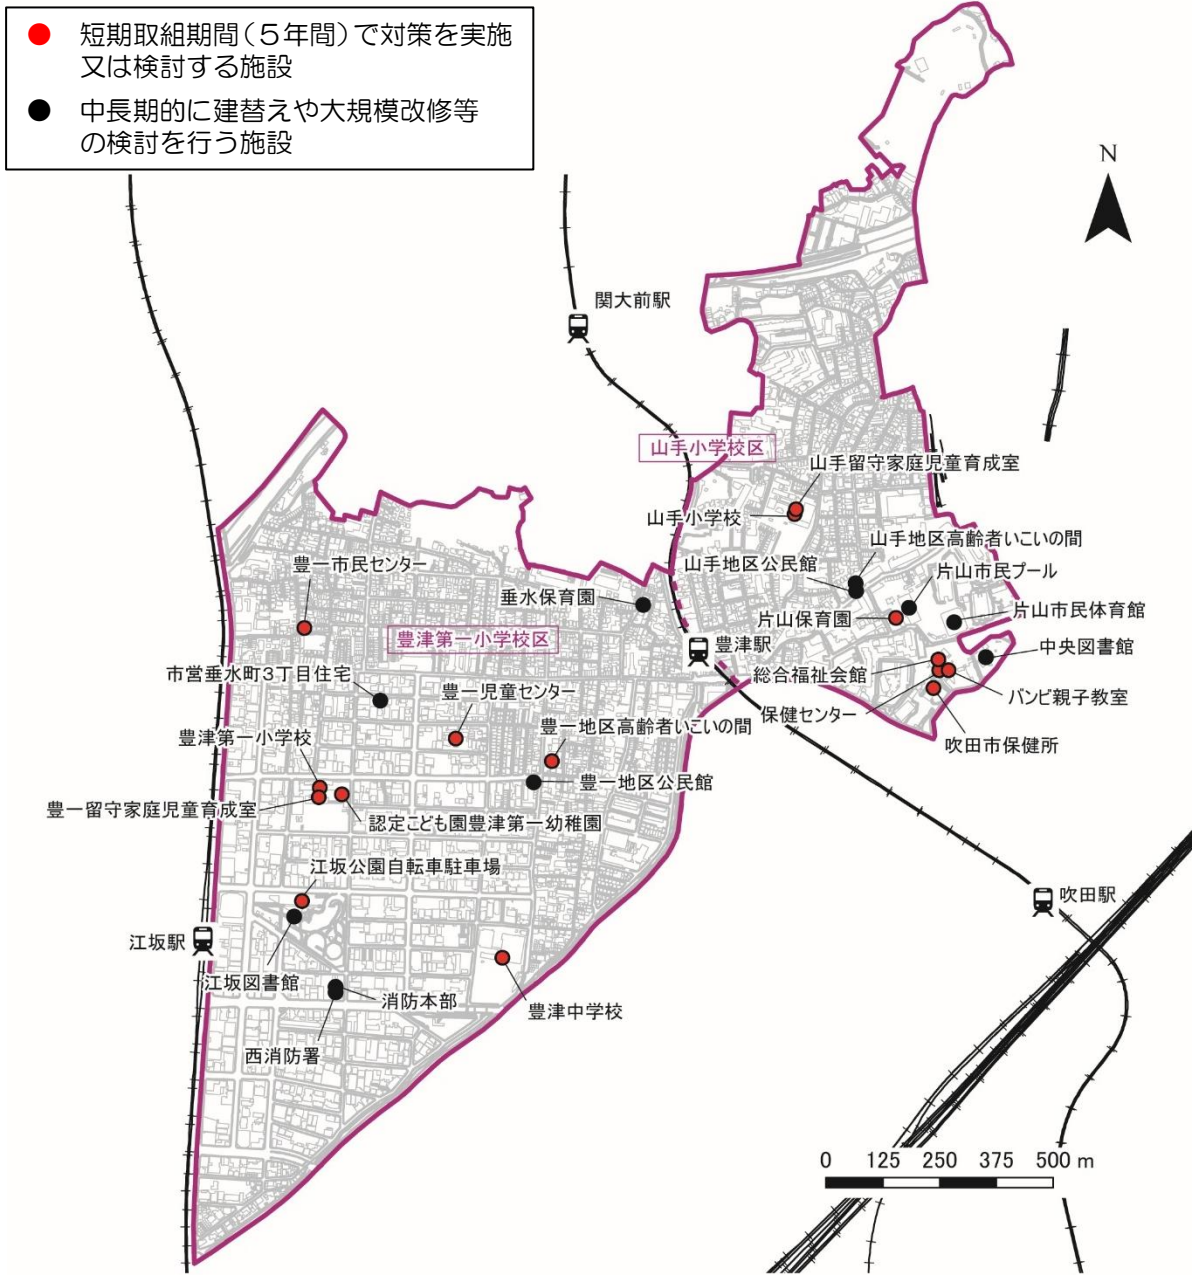 短期取組期間（５年間）で対策を実施
又は検討する施設
中長期的に建替えや大規模改修等
の検討を行う施設
N
関大前駅
山手小学校区
山手留守家庭児童育成室
山手小学校
山手地区高齢者いこいの間
山手地区公民館
片山市民プール
豊一市民センター
垂水保育園
片山保育園
片山市民体育館
豊津第一小学校区
豊津駅
中央図書館
市営垂水町3丁目住宅
総合福祉会館
豊一児童センター
バンビ親子教室
保健センター
豊津第一小学校
豊一地区高齢者いこいの間
吹田市保健所
豊一地区公民館
豊一留守家庭児童育成室
認定こども園豊津第一幼稚園
江坂公園自転車駐車場
吹田駅
江坂駅
江坂図書館
消防本部
豊津中学校
西消防署
0 125 250 375 500 m